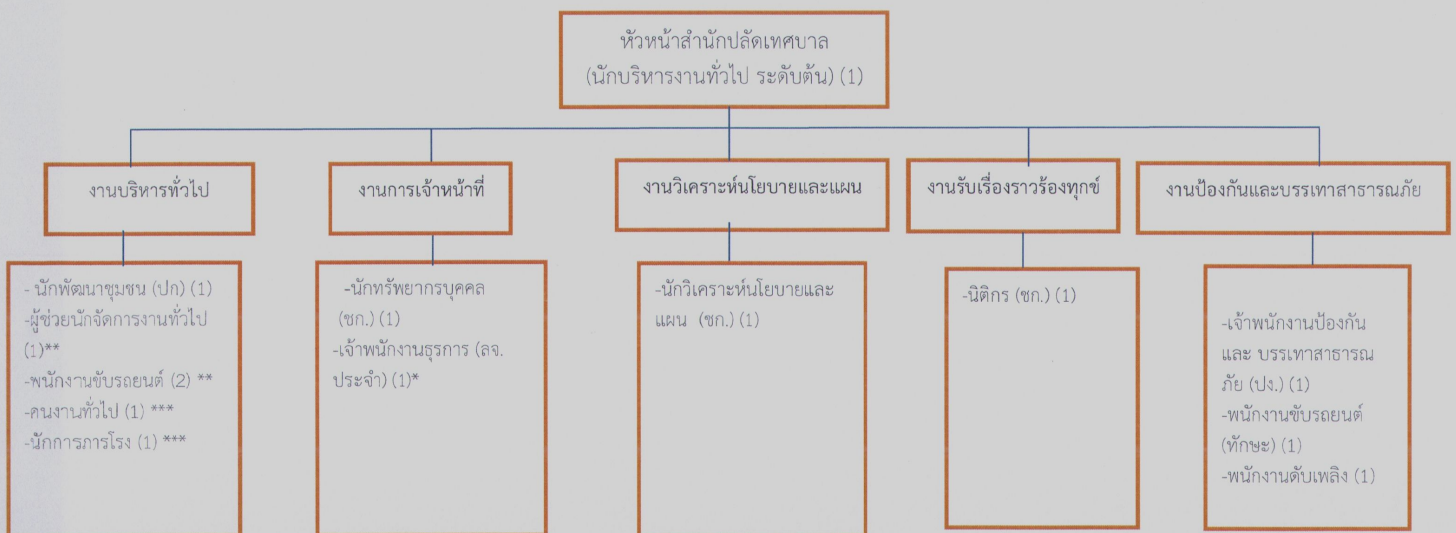 หัวหน้าสำนักปลัดเทศบาล
(นักบริหารงานทั่วไป ระดับต้น) (1)
งานบริหารทั่วไป
งานการเจ้าหน้าที่
งานวิเคราะห์นโยบายและแผน
งานรับเรื่องราวร้องทุกข์
งานป้องกันและบรรเทาสาธารณภัย
- นักพัฒนาชุมชน (ปก) (1)
-ผู้ช่วยนักจัดการงานทั่วไป
(1)**
-พนักงานขับรถยนต์ (2) **
-คนงานทั่วไป (1) ***
-นักการภารโรง (1) ***
-นักทรัพยากรบุคคล
(ชก.) (1)
-เจ้าพนักงานธุรการ (ลจ.
ประจำ) (1)*
-นักวิเคราะห์นโยบายและ
แผน (ชก.) (1)
-นิติกร (ชก.) (1)
-เจ้าพนักงานป้องกัน
และ บรรเทาสาธารณ
ภัย (ปง.) (1)
-พนักงานขับรถยนต์
(ทักษะ) (1)
-พนักงานดับเพลิง (1)